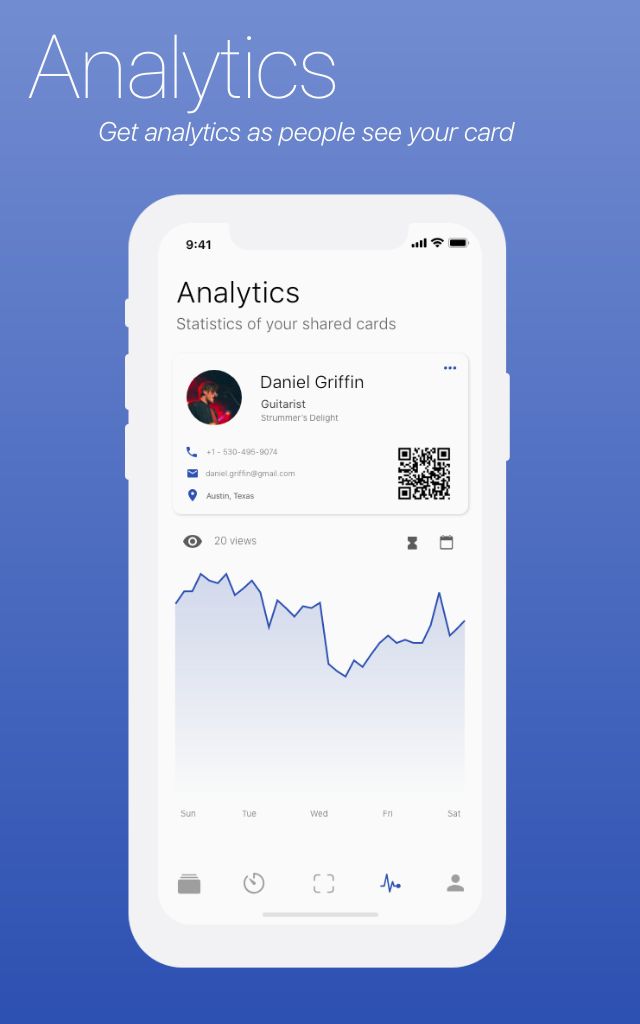 Analytics
Get analytics as people see your card
9:41
Analytics
Statistics of your shared cards
Daniel Griffin
Guitarist
Strummer's Delight
+1 - 530-495-9074
daniel.griffin@gmail.com
Austin, Texas
20 views
Sun Tue Wed Fri Sat